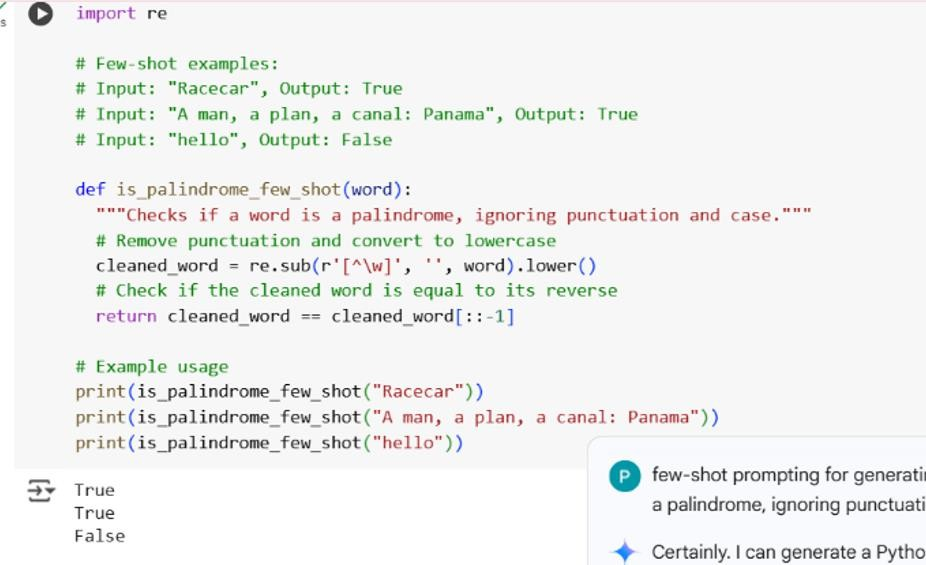 s
import re
# Few-shot examples:
# Input: "Racecar", Output: True
# Input: "A man, a plan, a canal: Panama", Output: True
# Input: "hello", Output: False
def is_palindrome_few_shot(word):
"""Checks if a word is a palindrome, ignoring punctuation and case."""
# Remove punctuation and convert to lowercase
cleaned_word = re.sub(r'[^\w]', '', word).lower()
# Check if the cleaned word is equal to its reverse
return cleaned_word == cleaned_word[::-1]
# Example usage
print(is_palindrome_few_shot("Racecar"))
print(is_palindrome_few_shot("A man, a plan, a canal: Panama"))
print(is_palindrome_few_shot("hello"))
True
True
False
P few-shot prompting for generatin
a palindrome, ignoring punctuati
Certainly. I can generate a Pytho